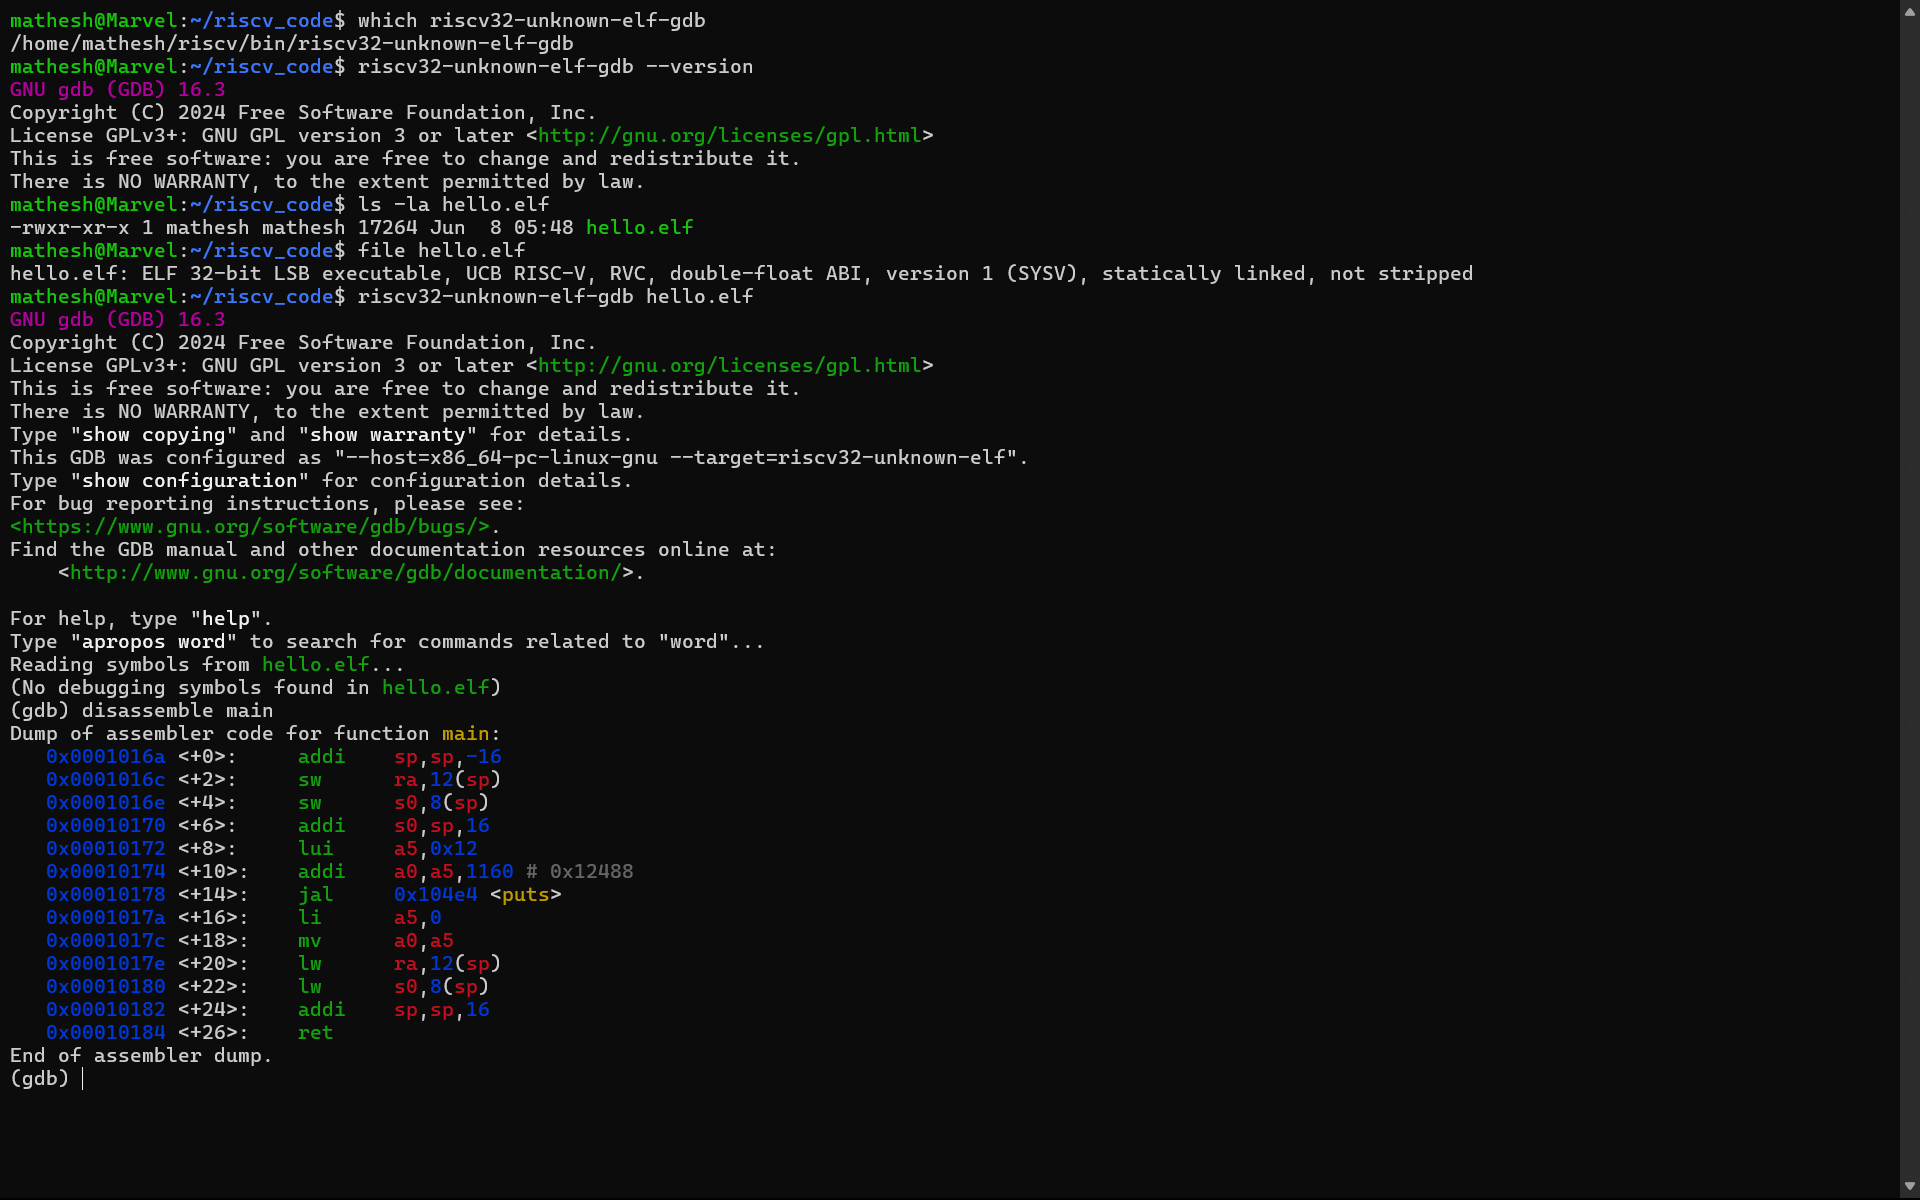 mathesh@Marvel:~/riscv_code$ which riscv32-unknown-elf-gdb
/home/mathesh/riscv/bin/riscv32-unknown-elf-gdb
mathesh@Marvel:~/riscv_code$ riscv32-unknown-elf-gdb --version
GNU gdb (GDB) 16.3
Copyright (C) 2024 Free Software Foundation, Inc.
License GPLv3+: GNU GPL version 3 or later <http://gnu.org/licenses/gpl.html>
This is free software: you are free to change and redistribute it.
There is NO WARRANTY, to the extent permitted by law.
mathesh@Marvel:~/riscv_code$ ls -la hello.elf
-rwxr-xr-x 1 mathesh mathesh 17264 Jun  8 05:48 hello.elf
mathesh@Marvel:~/riscv_code$ file hello.elf
hello.elf: ELF 32-bit LSB executable, UCB RISC-V, RVC, double-float ABI, version 1 (SYSV), statically linked, not stripped
mathesh@Marvel:~/riscv_code$ riscv32-unknown-elf-gdb hello.elf
GNU gdb (GDB) 16.3
Copyright (C) 2024 Free Software Foundation, Inc.
License GPLv3+: GNU GPL version 3 or later <http://gnu.org/licenses/gpl.html>
This is free software: you are free to change and redistribute it.
There is NO WARRANTY, to the extent permitted by law.
Type "show copying" and "show warranty" for details.
This GDB was configured as "--host=x86_64-pc-linux-gnu --target=riscv32-unknown-elf".
Type "show configuration" for configuration details.
For bug reporting instructions, please see:
<https://www.gnu.org/software/gdb/bugs/>.
Find the GDB manual and other documentation resources online at:
    <http://www.gnu.org/software/gdb/documentation/>.

For help, type "help".
Type "apropos word" to search for commands related to "word"...
Reading symbols from hello.elf...
(No debugging symbols found in hello.elf)
(gdb) disassemble main
Dump of assembler code for function main:
   0x0001016a <+0>:     addi    sp,sp,-16
   0x0001016c <+2>:     sw      ra,12(sp)
   0x0001016e <+4>:     sw      s0,8(sp)
   0x00010170 <+6>:     addi    s0,sp,16
   0x00010172 <+8>:     lui     a5,0x12
   0x00010174 <+10>:    addi    a0,a5,1160 # 0x12488
   0x00010178 <+14>:    jal     0x104e4 <puts>
   0x0001017a <+16>:    li      a5,0
   0x0001017c <+18>:    mv      a0,a5
   0x0001017e <+20>:    lw      ra,12(sp)
   0x00010180 <+22>:    lw      s0,8(sp)
   0x00010182 <+24>:    addi    sp,sp,16
   0x00010184 <+26>:    ret
End of assembler dump.
(gdb)